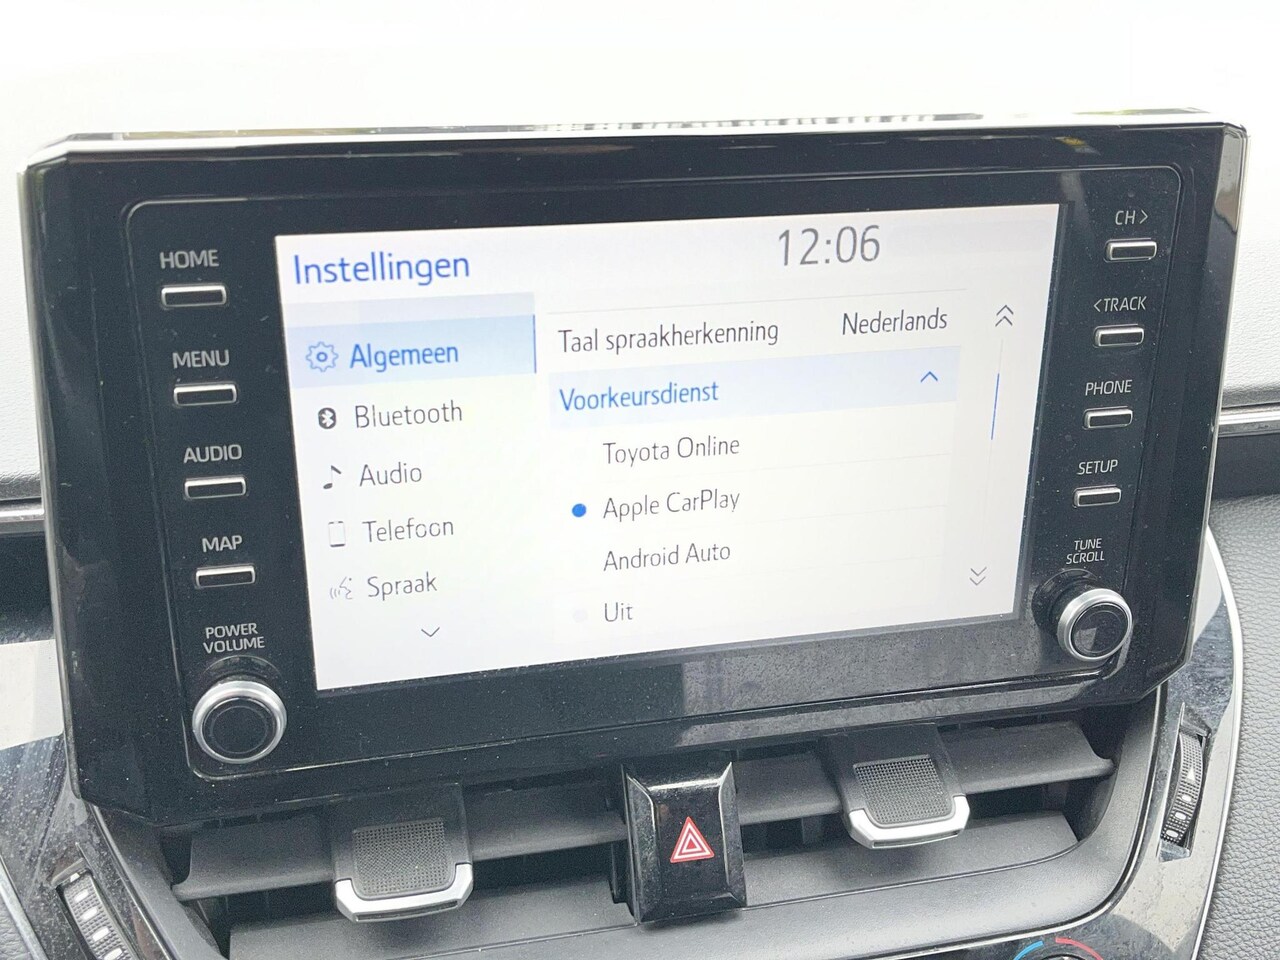 HOME
MENU
AUDIO
MAP
POWER
VOLUME
Instellingen
12:06
Algemeen
Bluetooth
Audio
Telefoon
Spraak
Taal spraakherkenning Nederlands
Voorkeursdienst
Toyota Online
Apple CarPlay
Android Auto
Uit
CH >
< TRACK
PHONE
SETUP
TUNE
SCROLL